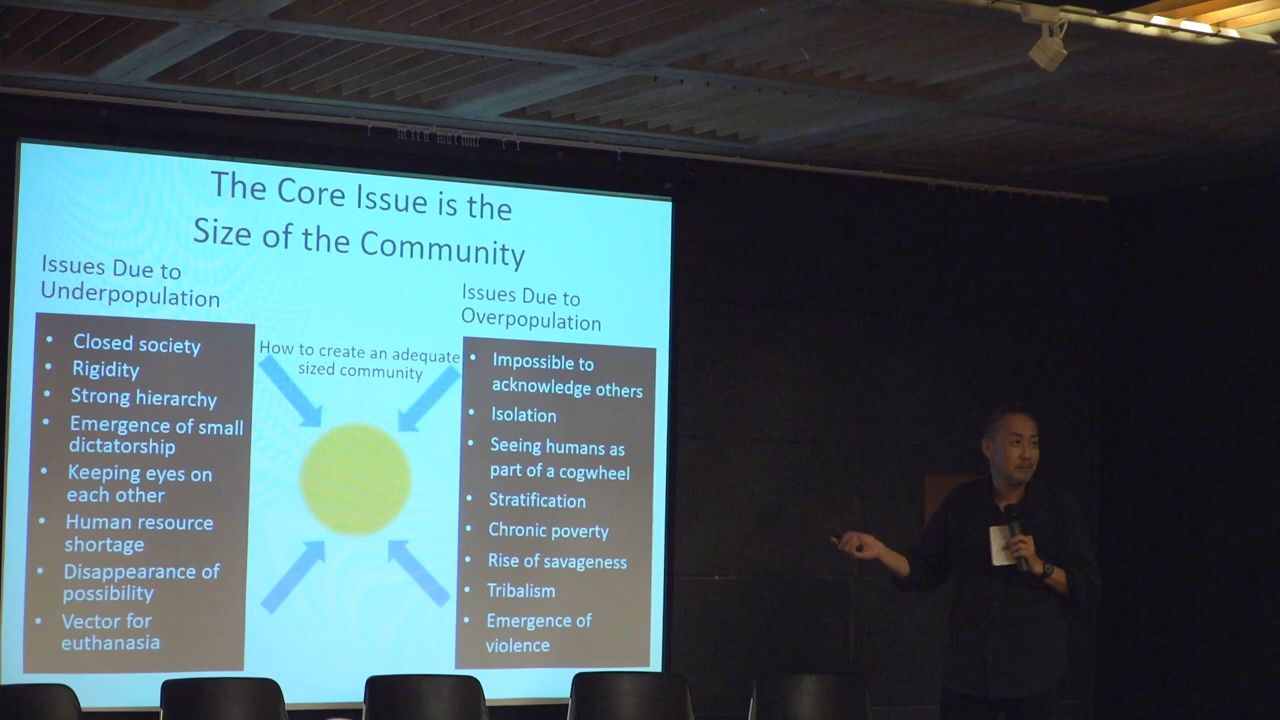 The Core Issue is the
Size of the Community
Issues Due to
Underpopulation
• Closed society
• Rigidity
• Strong hierarchy
• Emergence of small
dictatorship
• Keeping eyes on
each other
• Human resource
shortage
• Disappearance of
possibility
• Vector for
euthanasia
How to create an adequate
sized community
Issues Due to
Overpopulation
• Impossible to
acknowledge others
• Isolation
• Seeing humans as
part of a cogwheel
• Stratification
• Chronic poverty
• Rise of savageness
• Tribalism
• Emergence of
violence